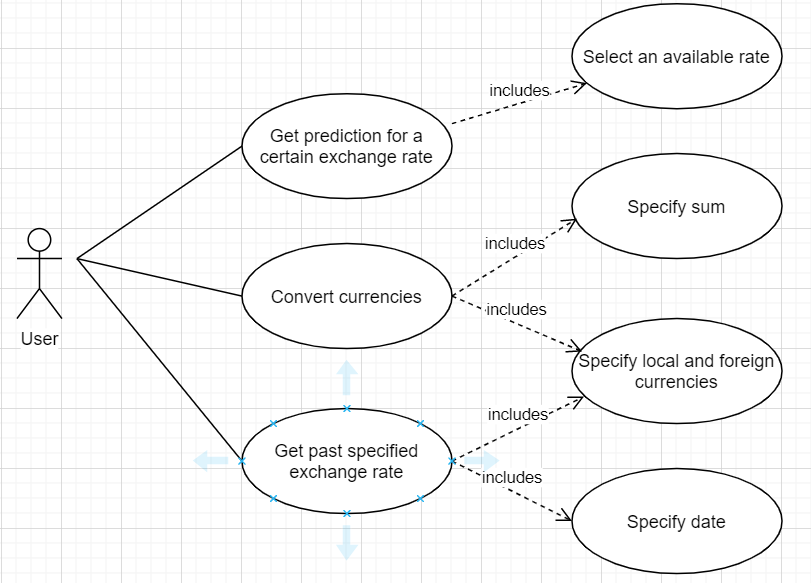 Select an available rate
includes
Get prediction for a
certain exchange rate
Specify sum
includes
User
Convert currencies
includes
Specify local and foreign
currencies
includes
Get past specified
exchange rate
includes
Specify date